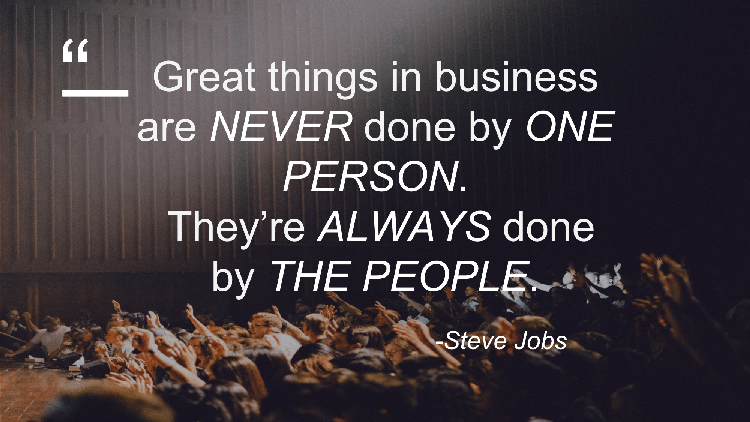 “
Great things in business
are NEVER done by ONE
PERSON.
They’re ALWAYS done
by THE PEOPLE.
-Steve Jobs